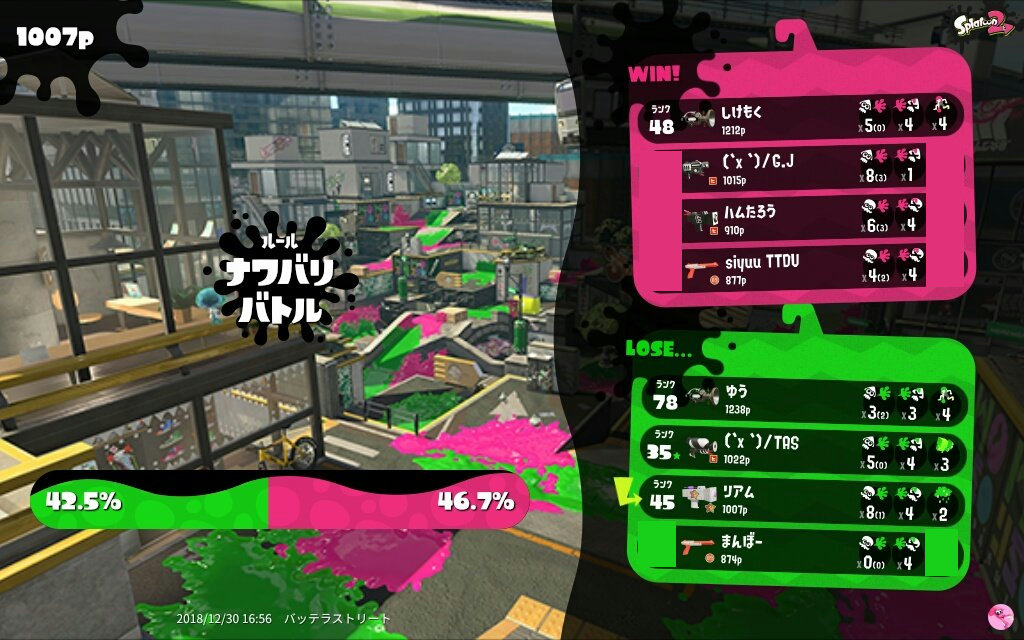 1007p
Splatoon 2
ルール
ナワバリ
バトル
42.5%
46.7%
2018/12/30 16:56 バッテラストリート
WIN!
ランク
48
しけもく
1212p
x5(0) x4 x4
(`x `)/G.J
1015p
x8(3) x1
ハムたろう
910p
x6(3) x4
siyuu TTDU
877p
x4(2) x4
LOSE...
ランク
78
ゆう
1238p
x3(2) x3 x4
ランク
35★
(`x `)/TAS
1022p
x5(0) x4 x3
ランク
45
リアム
1007p
x8(1) x4 x2
まんぱー
874p
x0(0) x4